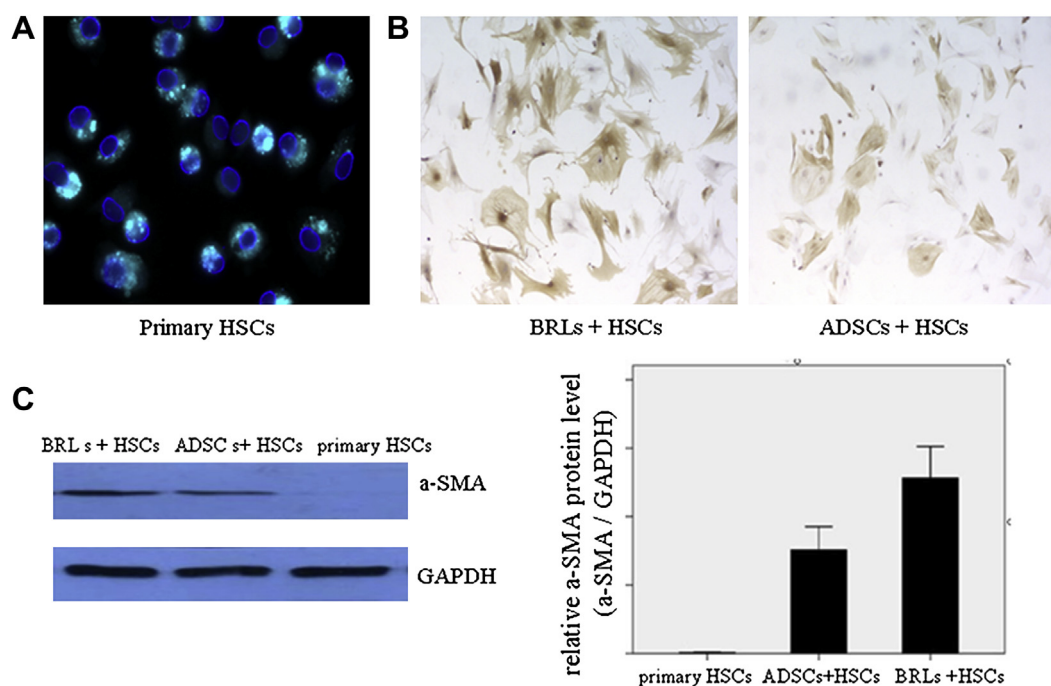 A
B
Primary HSCs
BRLs + HSCs
ADSCs + HSCs
C
BRL s + HSCs ADSC s+ HSCs primary HSCs
a-SMA
GAPDH
relative a-SMA protein level
(a-SMA / GAPDH)
primary HSCs ADSCs+HSCs BRLs +HSCs